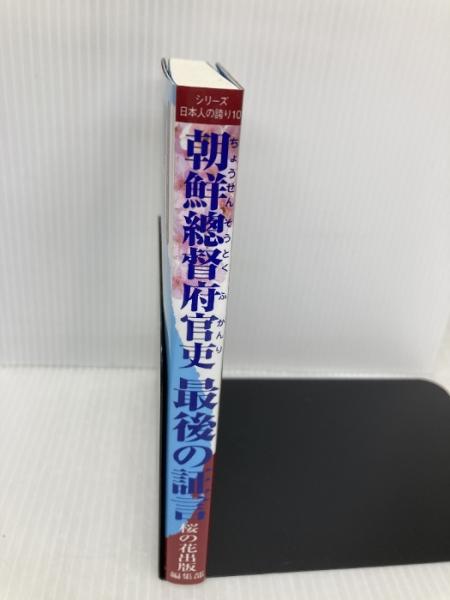 シリーズ
日本人の誇り10
朝鮮總督府官吏 最後の証言
ちょうせん そうとく ふ かんり
桜の花出版
編集部